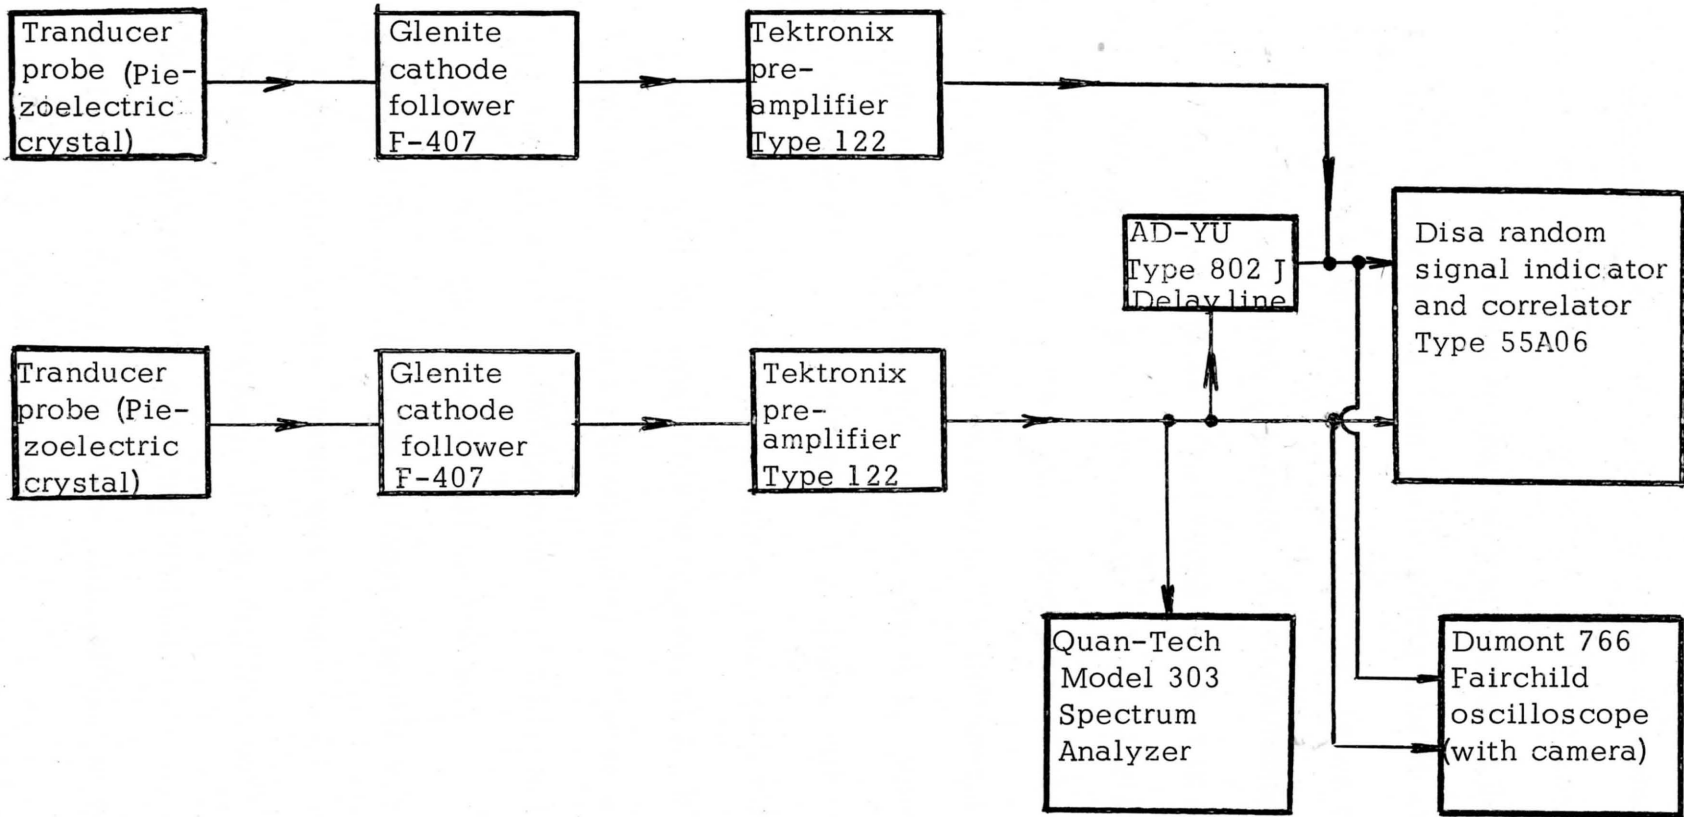 Tranducer
probe (Pie-
zoelectric
crystal)
Glenite
cathode
follower
F-407
Tektronix
pre-
amplifier
Type 122
AD-YU
Type 802 J
Delay line
Disa random
signal indicator
and correlator
Type 55A06
Tranducer
probe (Pie-
zoelectric
crystal)
Glenite
cathode
follower
F-407
Tektronix
pre-
amplifier
Type 122
Quan-Tech
Model 303
Spectrum
Analyzer
Dumont 766
Fairchild
oscilloscope
(with camera)